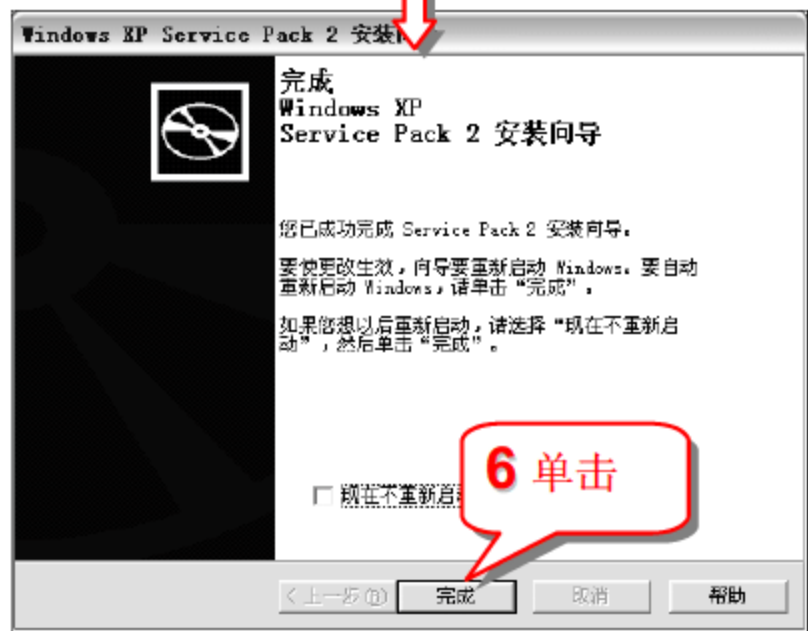 Windows XP Service Pack 2 安装
完成
Windows XP
Service Pack 2 安装向导
您已成功完成 Service Pack 2 安装向导。
要使更改生效，向导要重新启动 Windows。要自动
重新启动 Windows，请单击“完成”。
如果您想以后重新启动，请选择“现在不重新启
动”，然后单击“完成”。
6 单击
现在不重新启
< 上一步(B)
完成
取消
帮助